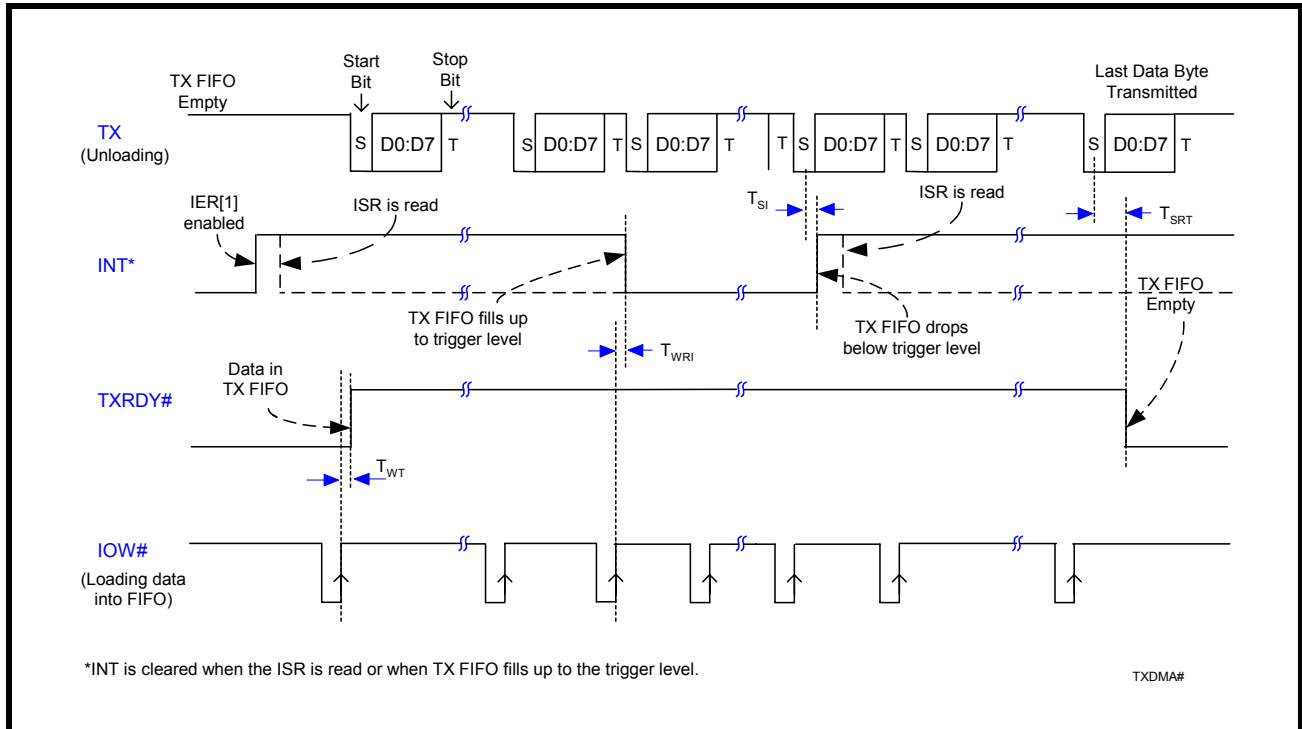 Start
Bit
Stop
Bit
TX FIFO
Empty
Last Data Byte
Transmitted
TX
(Unloading)
S D0:D7 T S D0:D7 T S D0:D7 T T S D0:D7 T S D0:D7 T S D0:D7 T
IER[1]
enabled
ISR is read
TSI
ISR is read
TSRT
INT*
TX FIFO fills up
to trigger level
TX FIFO drops
below trigger level
TX FIFO
Empty
TWRI
Data in
TX FIFO
TXRDY#
TWT
IOW#
(Loading data
into FIFO)
*INT is cleared when the ISR is read or when TX FIFO fills up to the trigger level.
TXDMA#